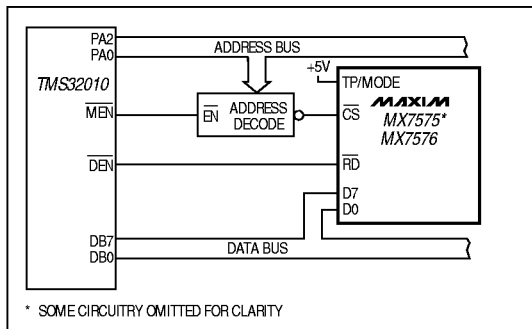 PA2
PA0
ADDRESS BUS
+5V
TMS32010
TP/MODE
MEN
EN
ADDRESS
DECODE
CS
MAXIM
MX7575*
MX7576
DEN
RD
D7
D0
DB7
DB0
DATA BUS
* SOME CIRCUITRY OMITTED FOR CLARITY